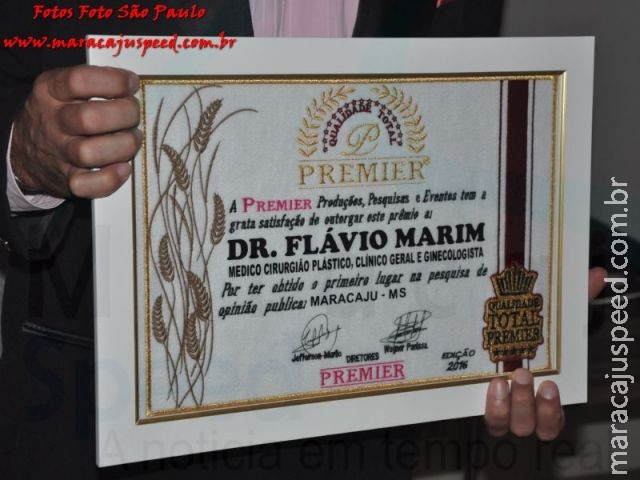 Fotos Foto São Paulo
www.maracajuspeed.com.br
QUALIDADE TOTAL
P
PREMIER
A PREMIER Produções, Pesquisas e Eventos tem a
grata satisfação de outorgar este prêmio a:
DR. FLÁVIO MARIM
MEDICO CIRURGIÃO PLÁSTICO, CLÍNICO GERAL E GINECOLOGISTA
Por ter obtido o primeiro lugar na pesquisa de
opinião publica: MARACAJU - MS
DIRETORES
EDIÇÃO
2016
PREMIER
QUALIDADE
TOTAL
PREMIER
maracajuspeed.com.br
A noticia em tempo real